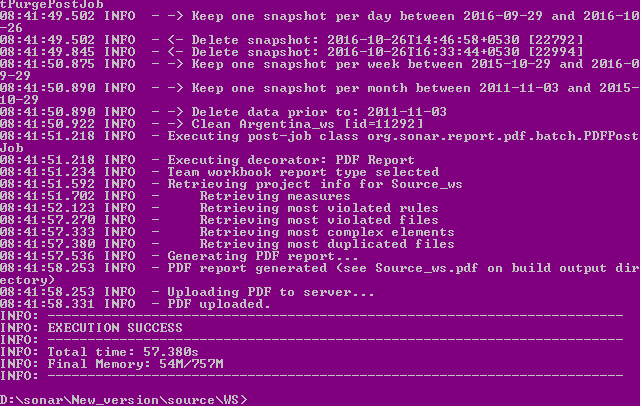 tPurgePostJob
08:41:49.502 INFO  - -> Keep one snapshot per day between 2016-09-29 and 2016-10
-26
08:41:49.502 INFO  - <- Delete snapshot: 2016-10-26T14:46:58+0530 [22792]
08:41:49.845 INFO  - <- Delete snapshot: 2016-10-26T16:33:44+0530 [22994]
08:41:50.875 INFO  - -> Keep one snapshot per week between 2015-10-29 and 2016-0
9-29
08:41:50.890 INFO  - -> Keep one snapshot per month between 2011-11-03 and 2015-
10-29
08:41:50.890 INFO  - -> Delete data prior to: 2011-11-03
08:41:50.922 INFO  - -> Clean Argentina_ws [id=11292]
08:41:51.218 INFO  - Executing post-job class org.sonar.report.pdf.batch.PDFPost
Job
08:41:51.218 INFO  - Executing decorator: PDF Report
08:41:51.234 INFO  - Team workbook report type selected
08:41:51.592 INFO  - Retrieving project info for Source_ws
08:41:51.702 INFO  -     Retrieving measures
08:41:52.123 INFO  -     Retrieving most violated rules
08:41:57.270 INFO  -     Retrieving most violated files
08:41:57.333 INFO  -     Retrieving most complex elements
08:41:57.380 INFO  -     Retrieving most duplicated files
08:41:57.536 INFO  - Generating PDF report...
08:41:58.253 INFO  - PDF report generated (see Source_ws.pdf on build output dir
ectory)
08:41:58.253 INFO  - Uploading PDF to server...
08:41:58.331 INFO  - PDF uploaded.
INFO: ------------------------------------------------------------------------
INFO: EXECUTION SUCCESS
INFO: ------------------------------------------------------------------------
INFO: Total time: 57.380s
INFO: Final Memory: 54M/757M
INFO: ------------------------------------------------------------------------
D:\sonar\New_version\source\WS>